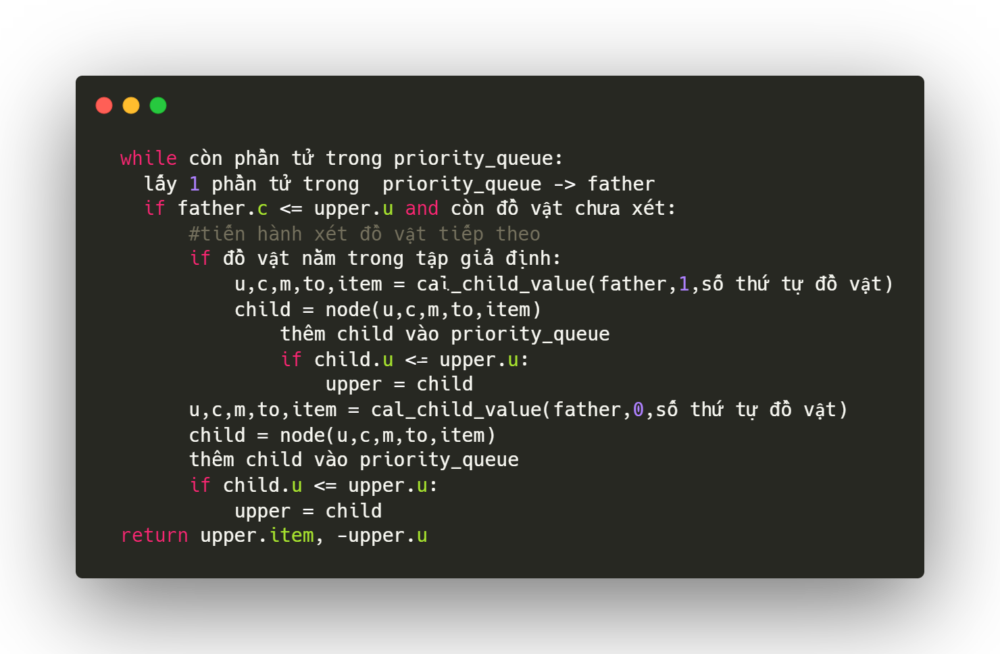 while còn phần tử trong priority_queue:
  lấy 1 phần tử trong  priority_queue -> father
  if father.c <= upper.u and còn đồ vật chưa xét:
      #tiến hành xét đồ vật tiếp theo
      if đồ vật nằm trong tập giả định:
          u,c,m,to,item = cal_child_value(father,1,số thứ tự đồ vật)
          child = node(u,c,m,to,item)
              thêm child vào priority_queue
              if child.u <= upper.u:
                  upper = child
      u,c,m,to,item = cal_child_value(father,0,số thứ tự đồ vật)
      child = node(u,c,m,to,item)
      thêm child vào priority_queue
      if child.u <= upper.u:
          upper = child
return upper.item, -upper.u